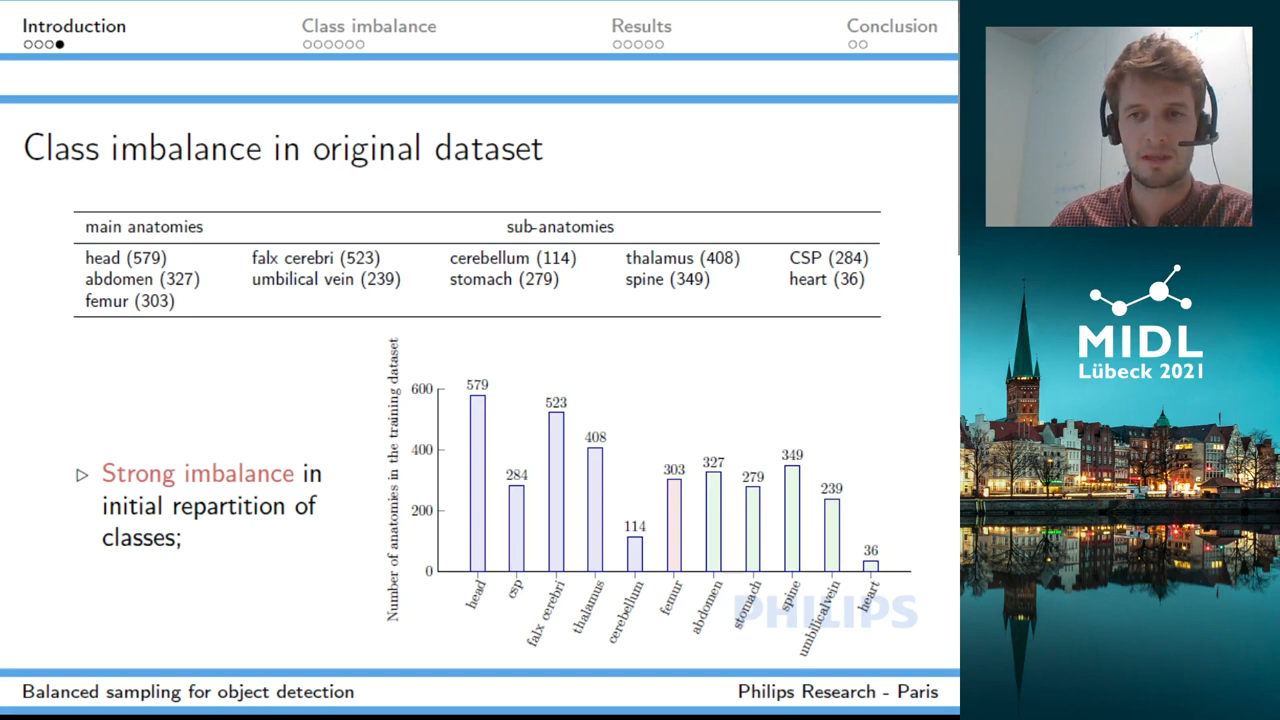 Introduction Class imbalance Results Conclusion
Class imbalance in original dataset
main anatomies sub-anatomies
head (579) falx cerebri (523) cerebellum (114) thalamus (408) CSP (284)
abdomen (327) umbilical vein (239) stomach (279) spine (349) heart (36)
femur (303)
▷ Strong imbalance in
initial repartition of
classes;
Number of anatomies in the training dataset
600
400
200
0
579
284
523
408
114
303
327
279
349
239
36
head
csp
falx cerebri
thalamus
cerebellum
femur
abdomen
stomach
spine
umbilicalvein
heart
PHILIPS
Balanced sampling for object detection Philips Research - Paris
MIDL
Lübeck 2021